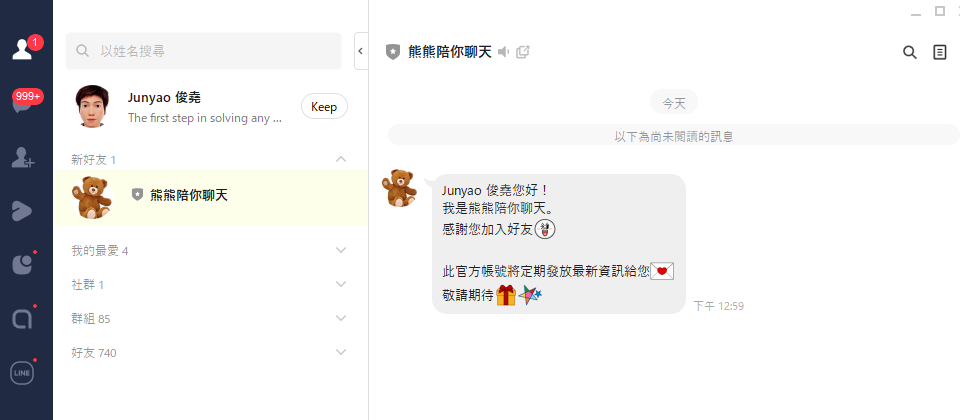 1
999+
LINE
以姓名搜尋
Junyao 俊堯
The first step in solving any ...
Keep
新好友 1
熊熊陪你聊天
我的最愛 4
社群 1
群組 85
好友 740
熊熊陪你聊天
今天
以下為尚未閱讀的訊息
Junyao 俊堯您好！
我是熊熊陪你聊天。
感謝您加入好友
此官方帳號將定期發放最新資訊給您
敬請期待
下午 12:59